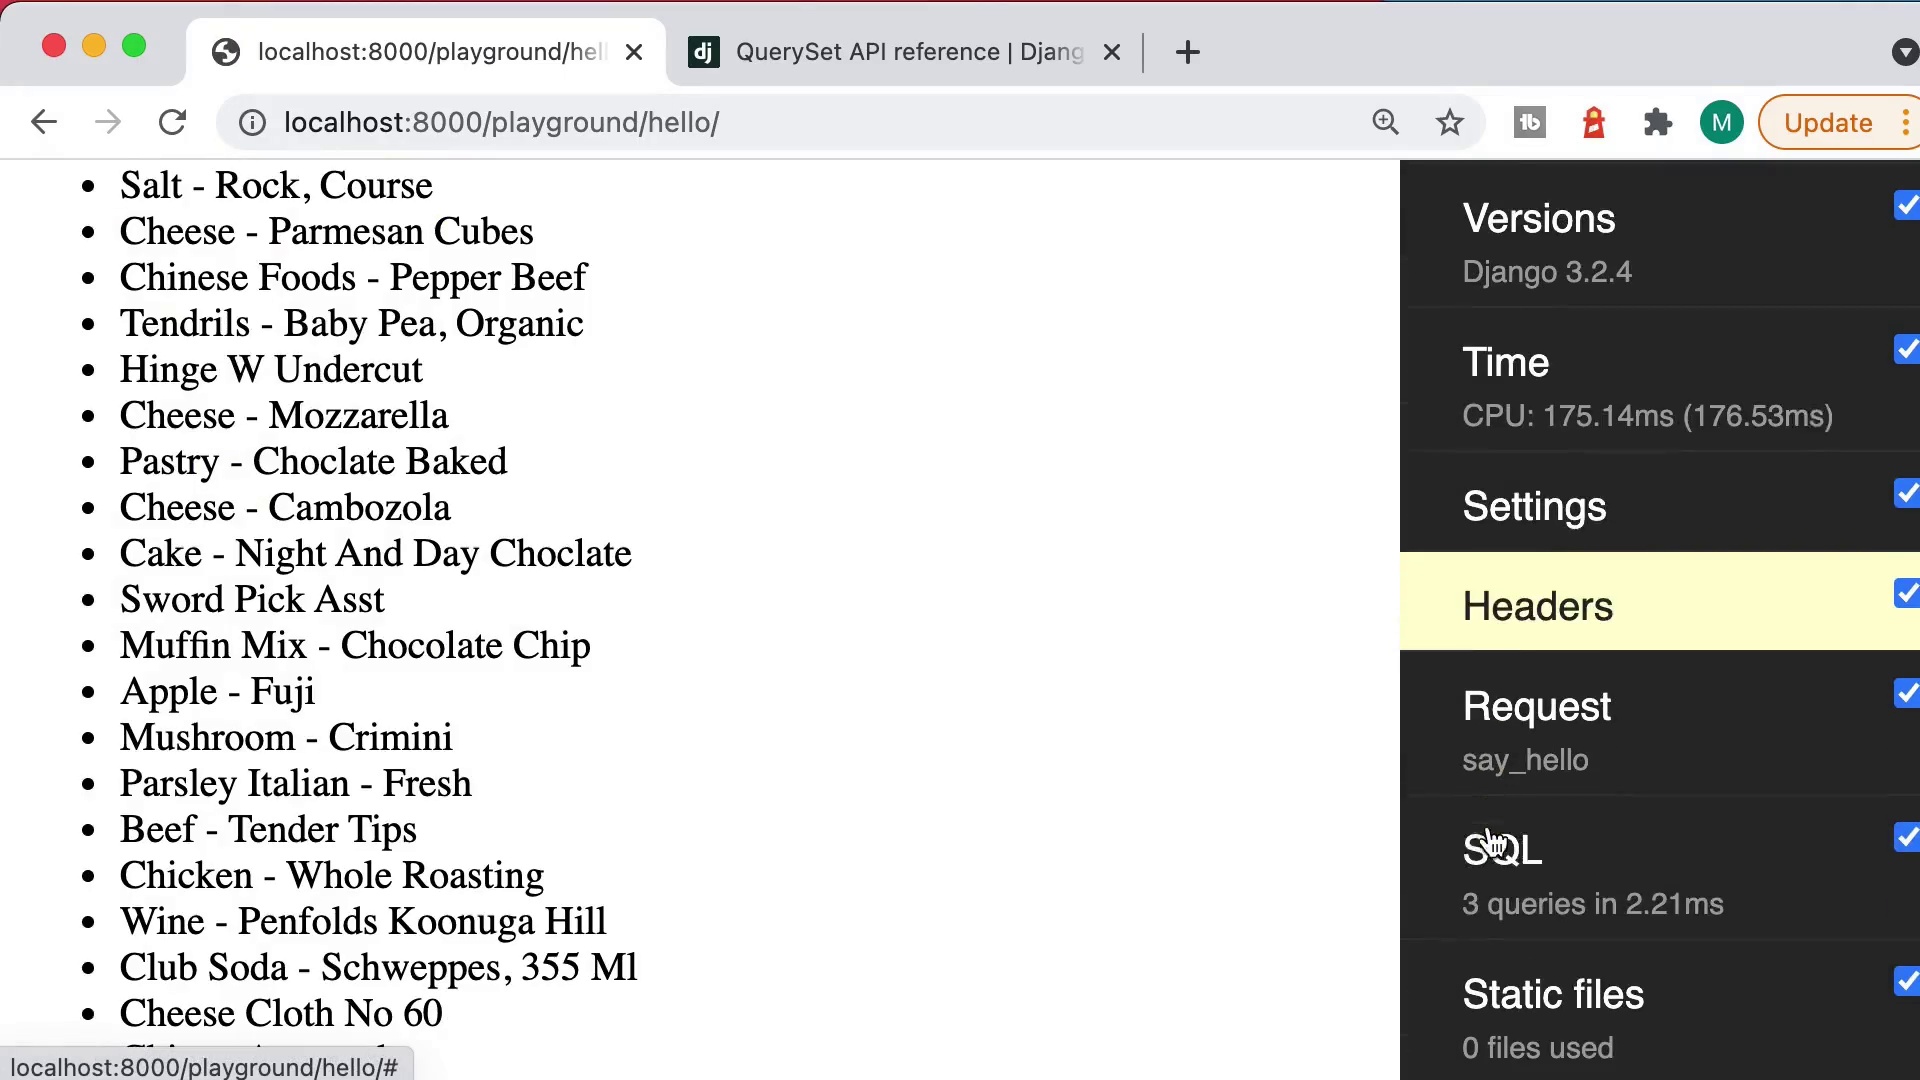 localhost:8000/playground/hel
QuerySet API reference | Djang
localhost:8000/playground/hello/
M
Update
Salt - Rock, Course
Cheese - Parmesan Cubes
Chinese Foods - Pepper Beef
Tendrils - Baby Pea, Organic
Hinge W Undercut
Cheese - Mozzarella
Pastry - Choclate Baked
Cheese - Cambozola
Cake - Night And Day Choclate
Sword Pick Asst
Muffin Mix - Chocolate Chip
Apple - Fuji
Mushroom - Crimini
Parsley Italian - Fresh
Beef - Tender Tips
Chicken - Whole Roasting
Wine - Penfolds Koonuga Hill
Club Soda - Schweppes, 355 Ml
Cheese Cloth No 60
localhost:8000/playground/hello/#
Versions
Django 3.2.4
Time
CPU: 175.14ms (176.53ms)
Settings
Headers
Request
say_hello
SQL
3 queries in 2.21ms
Static files
0 files used